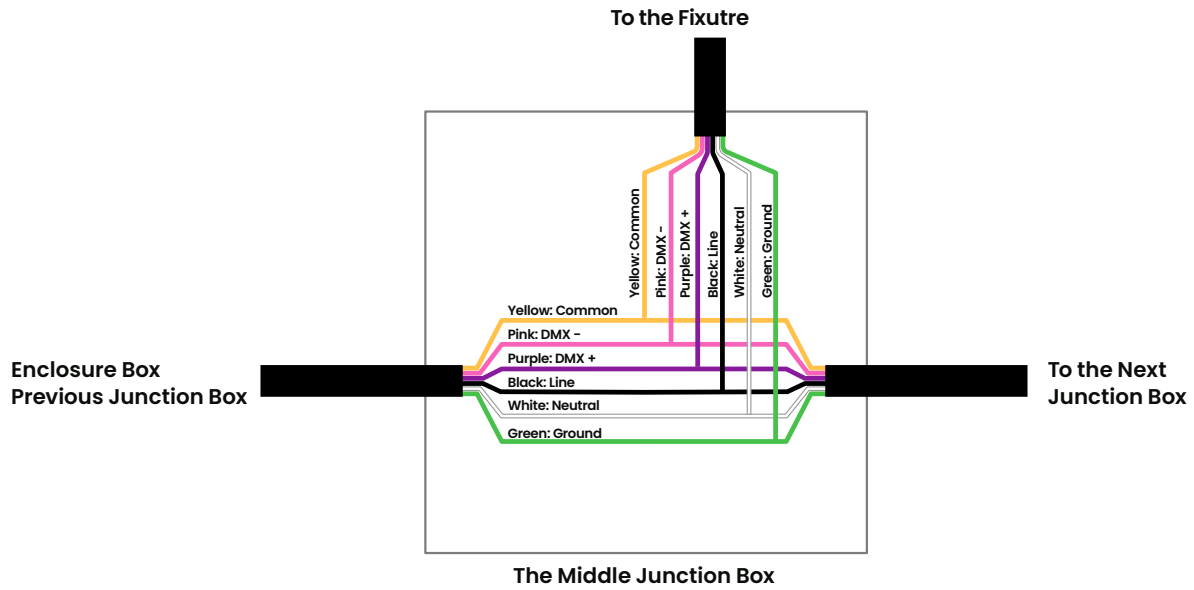 To the Fixutre
Yellow: Common
Pink: DMX -
Purple: DMX +
Black: Line
White: Neutral
Green: Ground
Yellow: Common
Pink: DMX -
Purple: DMX +
Black: Line
White: Neutral
Green: Ground
Enclosure Box
Previous Junction Box
To the Next
Junction Box
The Middle Junction Box